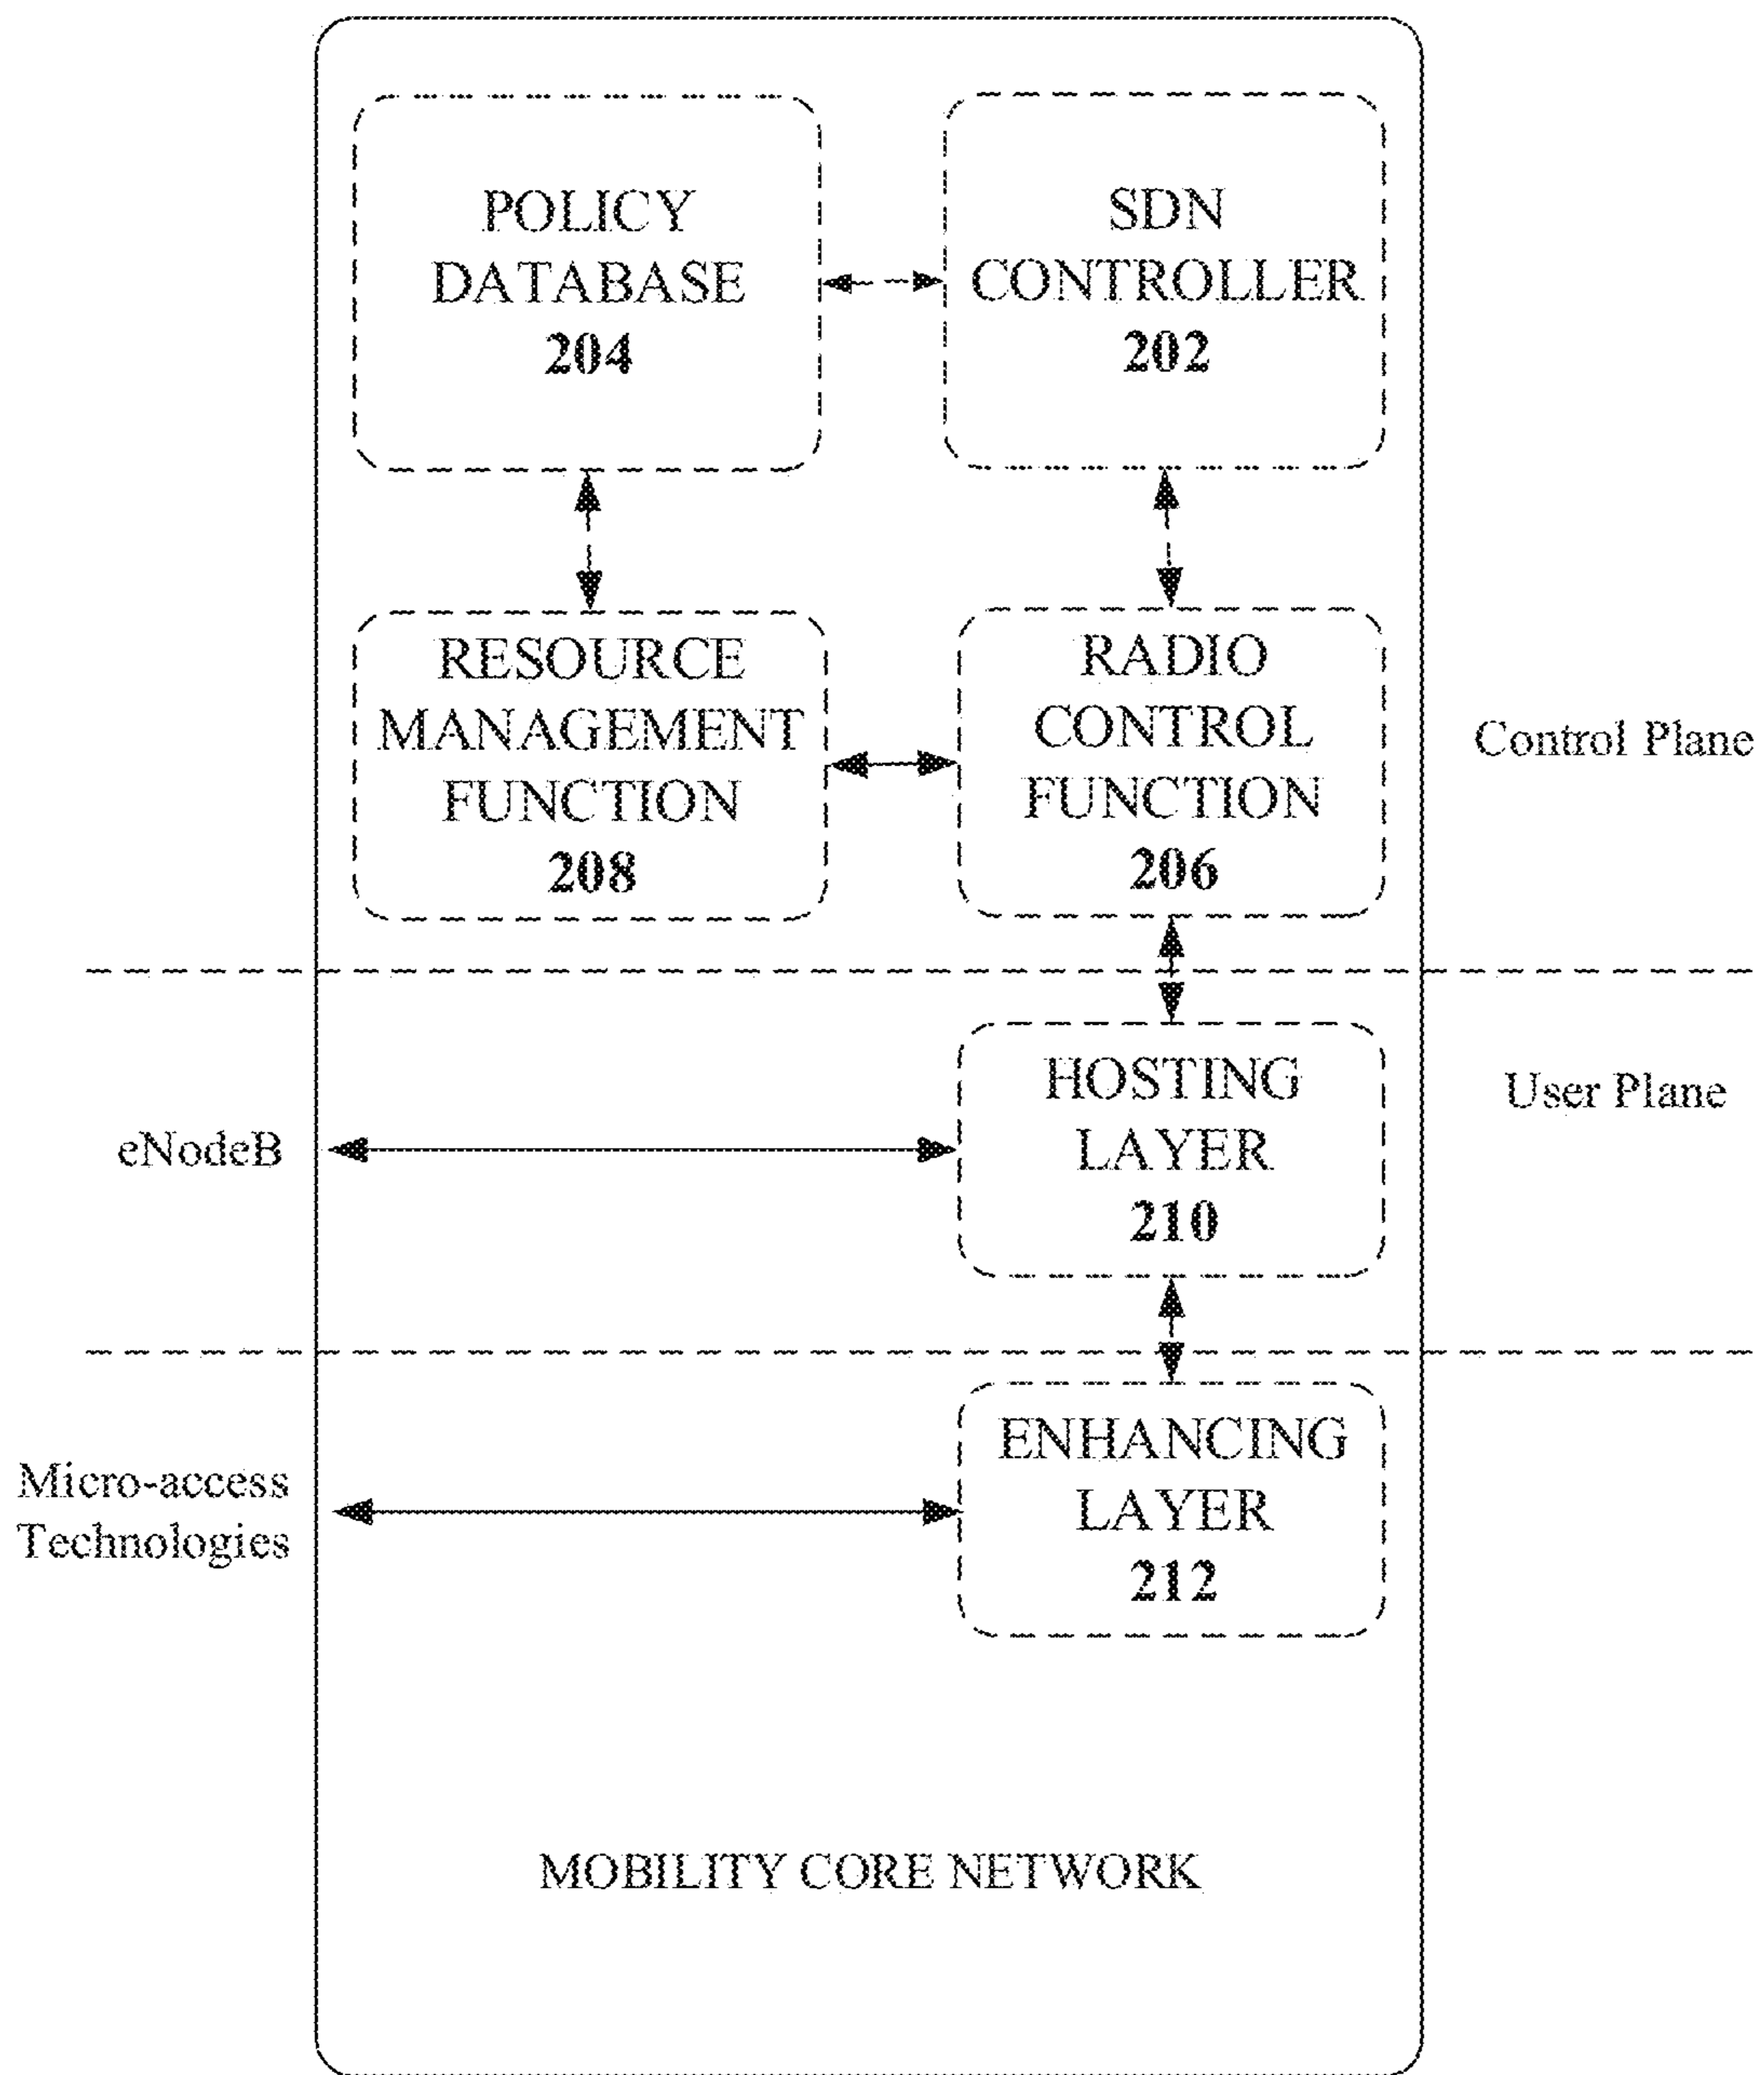 POLICY
DATABASE
204
SDN
CONTROLLER
202
RESOURCE
MANAGEMENT
FUNCTION
208
RADIO
CONTROL
FUNCTION
206
Control Plane
HOSTING
LAYER
210
User Plane
eNodeB
ENHANCING
LAYER
212
Micro-access
Technologies
MOBILITY CORE NETWORK